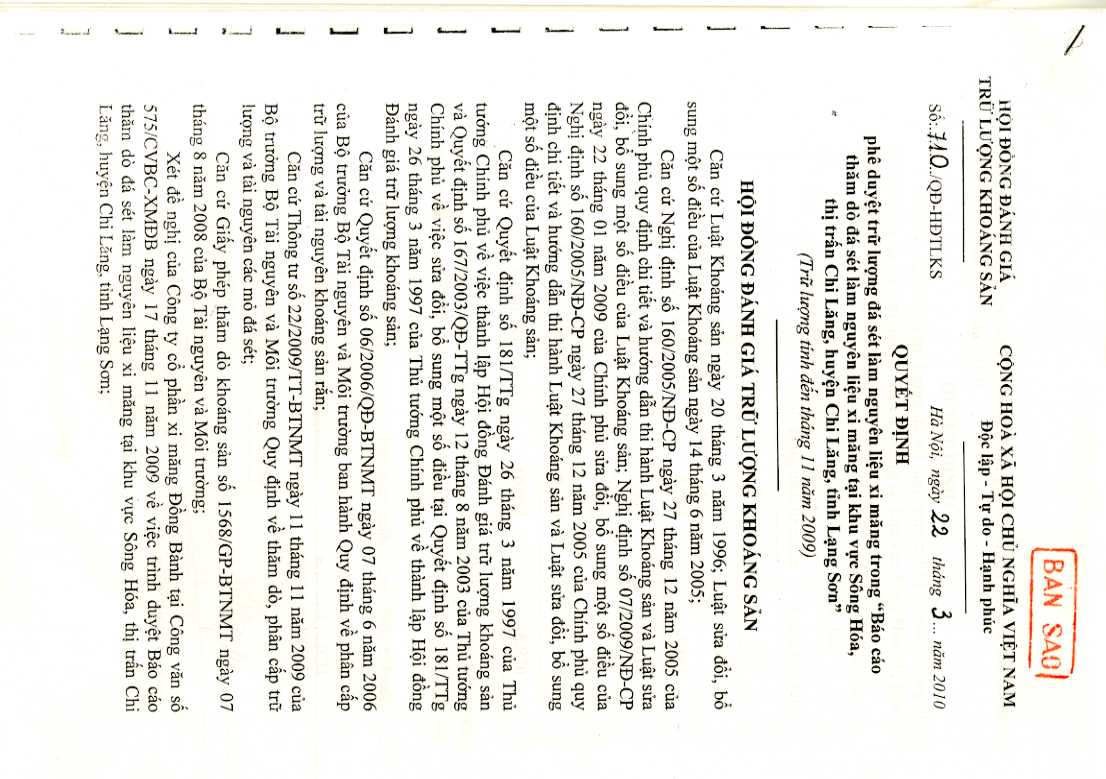 BẢN SAO
HỘI ĐỒNG ĐÁNH GIÁ
TRỮ LƯỢNG KHOÁNG SẢN
CỘNG HOÀ XÃ HỘI CHỦ NGHĨA VIỆT NAM
Độc lập - Tự do - Hạnh phúc
Số:.710../QĐ-HĐTLKS
Hà Nội, ngày 22 tháng 3... năm 2010
QUYẾT ĐỊNH
phê duyệt trữ lượng đá sét làm nguyên liệu xi măng trong “Báo cáo
thăm dò đá sét làm nguyên liệu xi măng tại khu vực Sông Hóa,
thị trấn Chi Lăng, huyện Chi Lăng, tỉnh Lạng Sơn”
(Trữ lượng tính đến tháng 11 năm 2009)
HỘI ĐỒNG ĐÁNH GIÁ TRỮ LƯỢNG KHOÁNG SẢN
Căn cứ Luật Khoáng sản ngày 20 tháng 3 năm 1996; Luật sửa đổi, bổ
sung một số điều của Luật Khoáng sản ngày 14 tháng 6 năm 2005;
Căn cứ Nghị định số 160/2005/NĐ-CP ngày 27 tháng 12 năm 2005 của
Chính phủ quy định chi tiết và hướng dẫn thi hành Luật Khoáng sản và Luật sửa
đổi, bổ sung một số điều của Luật Khoáng sản; Nghị định số 07/2009/NĐ-CP
ngày 22 tháng 01 năm 2009 của Chính phủ sửa đổi, bổ sung một số điều của
Nghị định số 160/2005/NĐ-CP ngày 27 tháng 12 năm 2005 của Chính phủ quy
định chi tiết và hướng dẫn thi hành Luật Khoáng sản và Luật sửa đổi, bổ sung
một số điều của Luật Khoáng sản;
Căn cứ Quyết định số 181/TTg ngày 26 tháng 3 năm 1997 của Thủ
tướng Chính phủ về việc thành lập Hội đồng Đánh giá trữ lượng khoáng sản
và Quyết định số 167/2003/QĐ-TTg ngày 12 tháng 8 năm 2003 của Thủ tướng
Chính phủ về việc sửa đổi, bổ sung một số điều tại Quyết định số 181/TTg
ngày 26 tháng 3 năm 1997 của Thủ tướng Chính phủ về thành lập Hội đồng
Đánh giá trữ lượng khoáng sản;
Căn cứ Quyết định số 06/2006/QĐ-BTNMT ngày 07 tháng 6 năm 2006
của Bộ trưởng Bộ Tài nguyên và Môi trường ban hành Quy định về phân cấp
trữ lượng và tài nguyên khoáng sản rắn;
Căn cứ Thông tư số 22/2009/TT-BTNMT ngày 11 tháng 11 năm 2009 của
Bộ trưởng Bộ Tài nguyên và Môi trường Quy định về thăm dò, phân cấp trữ
lượng và tài nguyên các mỏ đá sét;
Căn cứ Giấy phép thăm dò khoáng sản số 1568/GP-BTNMT ngày 07
tháng 8 năm 2008 của Bộ Tài nguyên và Môi trường;
Xét đề nghị của Công ty cổ phần xi măng Đồng Bành tại Công văn số
575/CVBC-XMĐB ngày 17 tháng 11 năm 2009 về việc trình duyệt Báo cáo
thăm dò đá sét làm nguyên liệu xi măng tại khu vực Sông Hóa, thị trấn Chi
Lăng, huyện Chi Lăng, tỉnh Lạng Sơn;